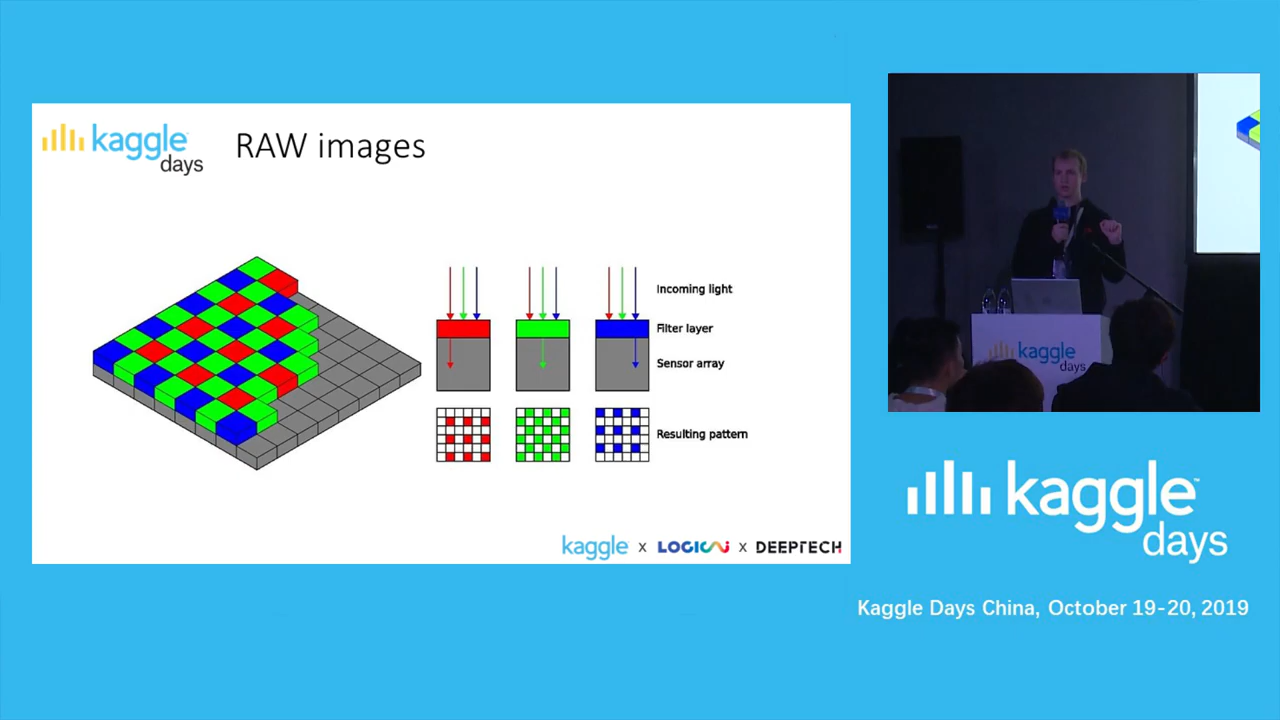 kaggle
days
RAW images
Incoming light
Filter layer
Sensor array
Resulting pattern
kaggle x LOGICAI x DEEPTECH
kaggle
days
kaggle
days
Kaggle Days China, October 19-20, 2019